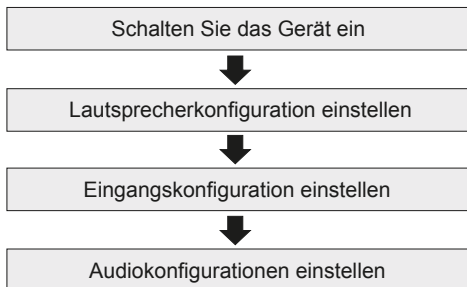 Schalten Sie das Gerät ein
Lautsprecherkonfiguration einstellen
Eingangskonfiguration einstellen
Audiokonfigurationen einstellen